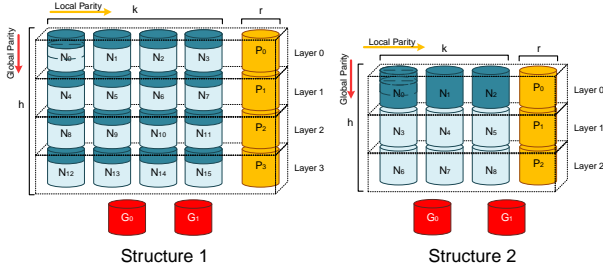 Local Parity
k
r
Global Parity
h
N0 N1 N2 N3 P0 Layer 0
N4 N5 N6 N7 P1 Layer 1
N8 N9 N10 N11 P2 Layer 2
N12 N13 N14 N15 P3 Layer 3
G0 G1
Structure 1
Local Parity
k
r
Global Parity
h
N0 N1 N2 P0 Layer 0
N3 N4 N5 P1 Layer 1
N6 N7 N8 P2 Layer 2
G0 G1
Structure 2